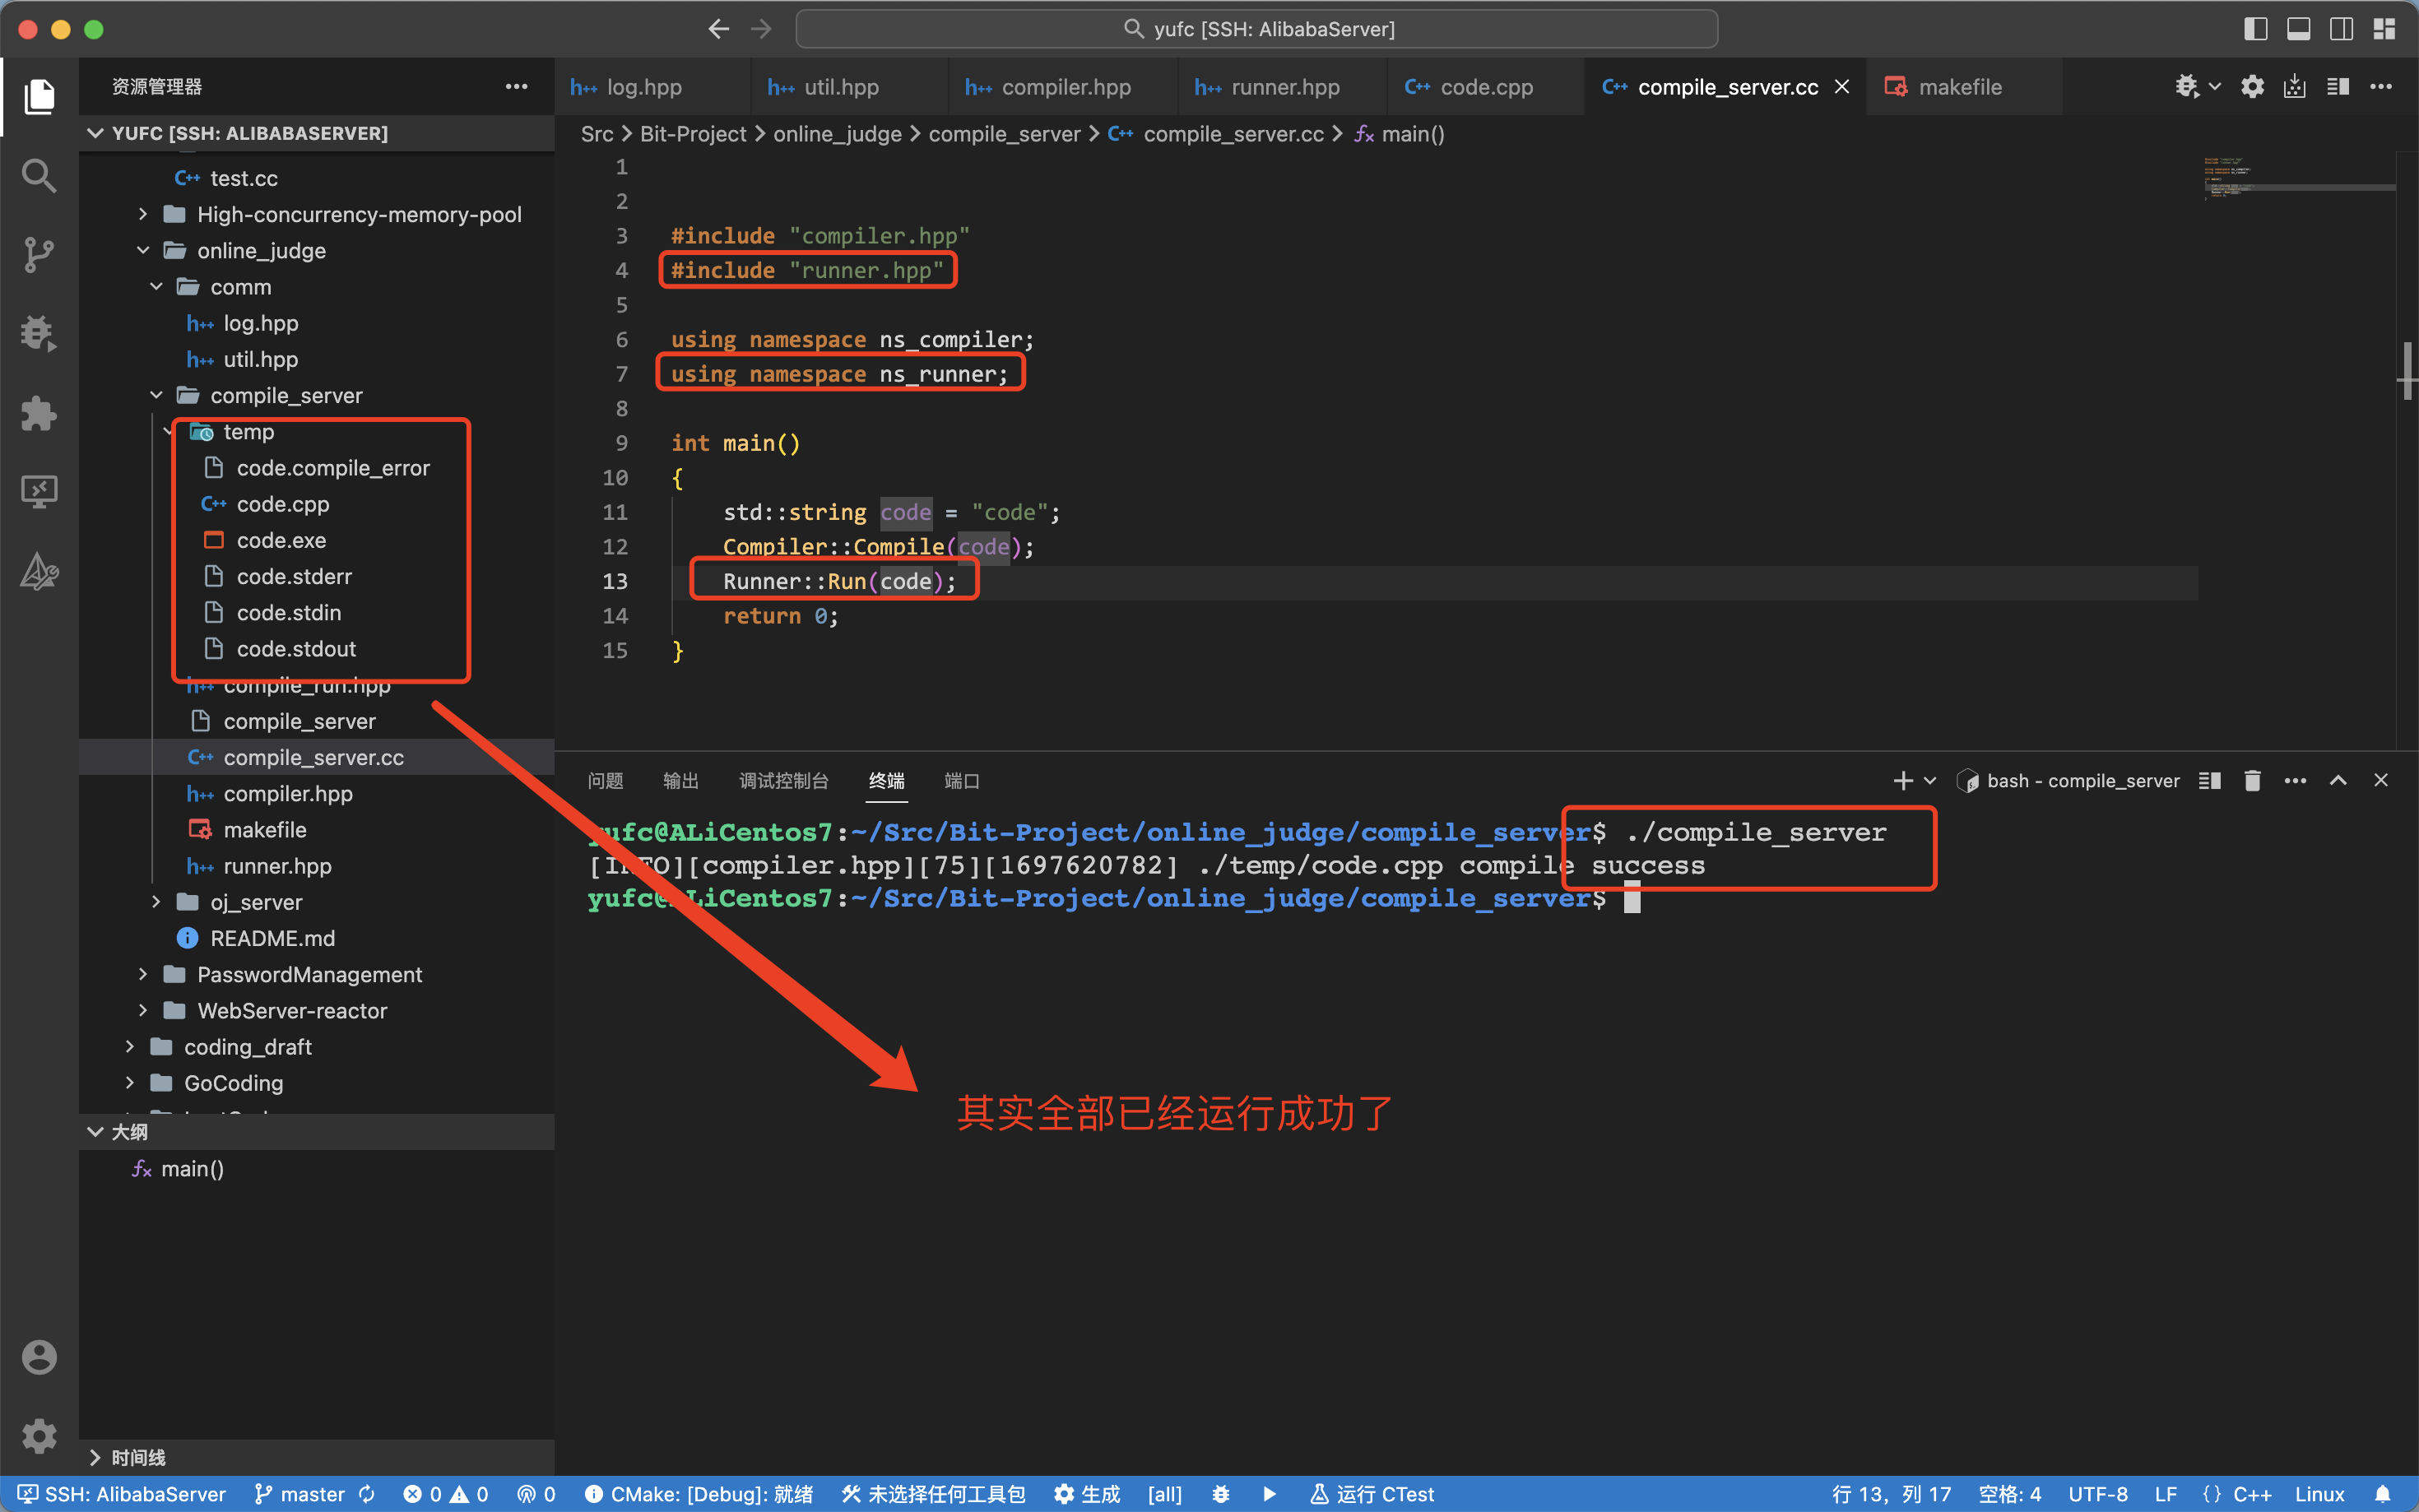 yufc [SSH: AlibabaServer]
资源管理器
YUFC [SSH: ALIBABASERVER]
test.cc
High-concurrency-memory-pool
online_judge
comm
log.hpp
util.hpp
compile_server
temp
code.compile_error
code.cpp
code.exe
code.stderr
code.stdin
code.stdout
compile_run.hpp
compile_server
compile_server.cc
compiler.hpp
makefile
runner.hpp
oj_server
README.md
PasswordManagement
WebServer-reactor
coding_draft
GoCoding
大纲
main()
时间线
log.hpp util.hpp compiler.hpp runner.hpp code.cpp compile_server.cc makefile
Src > Bit-Project > online_judge > compile_server > compile_server.cc > main()
1
2
3 #include "compiler.hpp"
4 #include "runner.hpp"
5
6 using namespace ns_compiler;
7 using namespace ns_runner;
8
9 int main()
10 {
11 std::string code = "code";
12 Compiler::Compile(code);
13 Runner::Run(code);
14 return 0;
15 }
问题 输出 调试控制台 终端 端口
bash - compile_server
yufc@ALiCentos7:~/Src/Bit-Project/online_judge/compile_server$ ./compile_server
[INFO][compiler.hpp][75][1697620782] ./temp/code.cpp compile success
yufc@ALiCentos7:~/Src/Bit-Project/online_judge/compile_server$
其实全部已经运行成功了
SSH: AlibabaServer master 0 0 0 CMake: [Debug]: 就绪 未选择任何工具包 生成 [all] 运行 CTest 行 13，列 17 空格: 4 UTF-8 LF {} C++ Linux